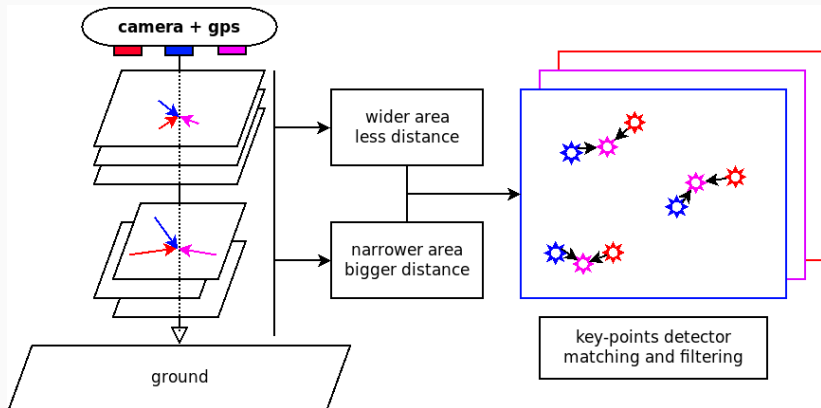 camera + gps
wider area
less distance
narrower area
bigger distance
ground
key-points detector
matching and filtering